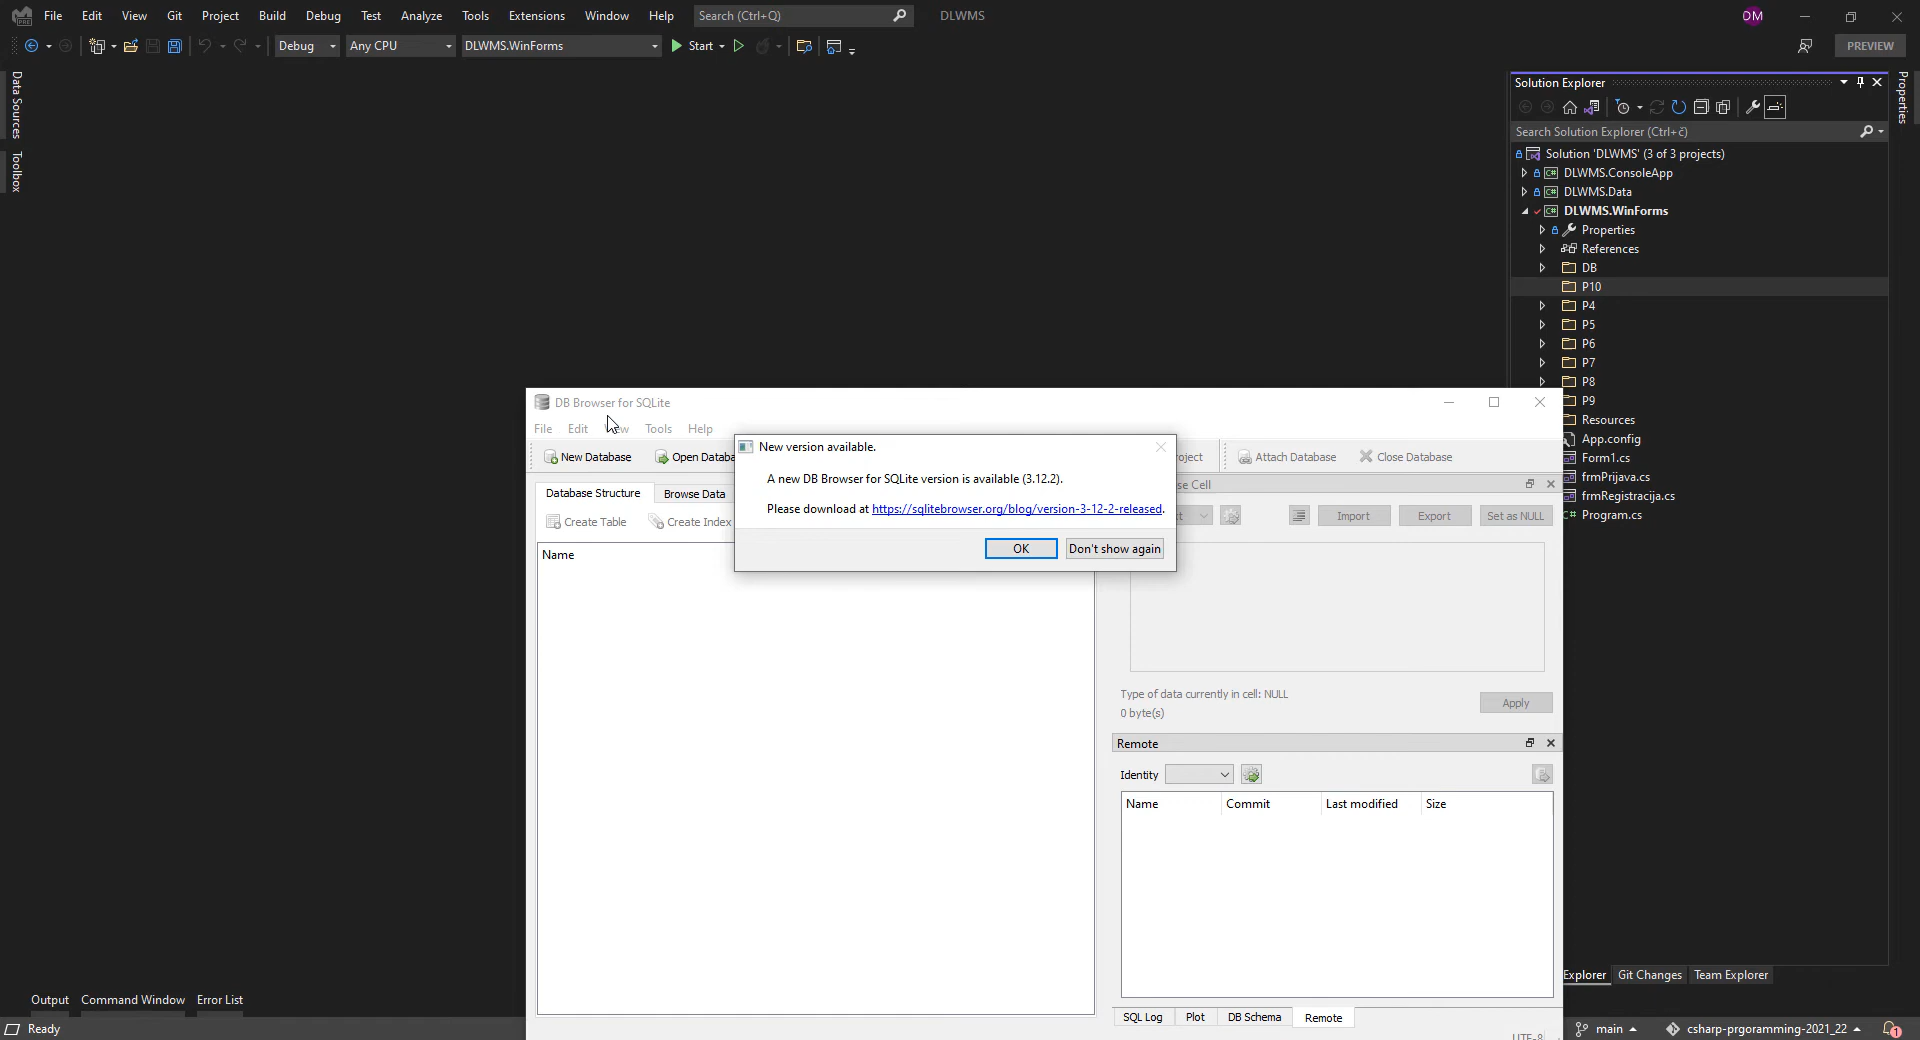 File Edit View Git Project Build Debug Test Analyze Tools Extensions Window Help Search (Ctrl+Q) DLWMS DM
Debug Any CPU DLWMS.WinForms Start PREVIEW
Data Sources
Toolbox
Solution Explorer
Properties
Search Solution Explorer (Ctrl+č)
Solution 'DLWMS' (3 of 3 projects)
DLWMS.ConsoleApp
DLWMS.Data
DLWMS.WinForms
Properties
References
DB
P10
P4
P5
P6
P7
P8
P9
Resources
App.config
Form1.cs
frmPrijava.cs
frmRegistracija.cs
Program.cs
DB Browser for SQLite
File Edit View Tools Help
New Database Open Databa roject Attach Database Close Database
New version available.
A new DB Browser for SQLite version is available (3.12.2).
Please download at https://sqlitebrowser.org/blog/version-3-12-2-released.
OK Don't show again
Database Structure Browse Data se Cell
Create Table Create Index Import Export Set as NULL
Name
Type of data currently in cell: NULL
0 byte(s)
Apply
Remote
Identity
Name Commit Last modified Size
SQL Log Plot DB Schema Remote
UTF-8
Explorer Git Changes Team Explorer
Output Command Window Error List
Ready main csharp-prgoramming-2021_22 1